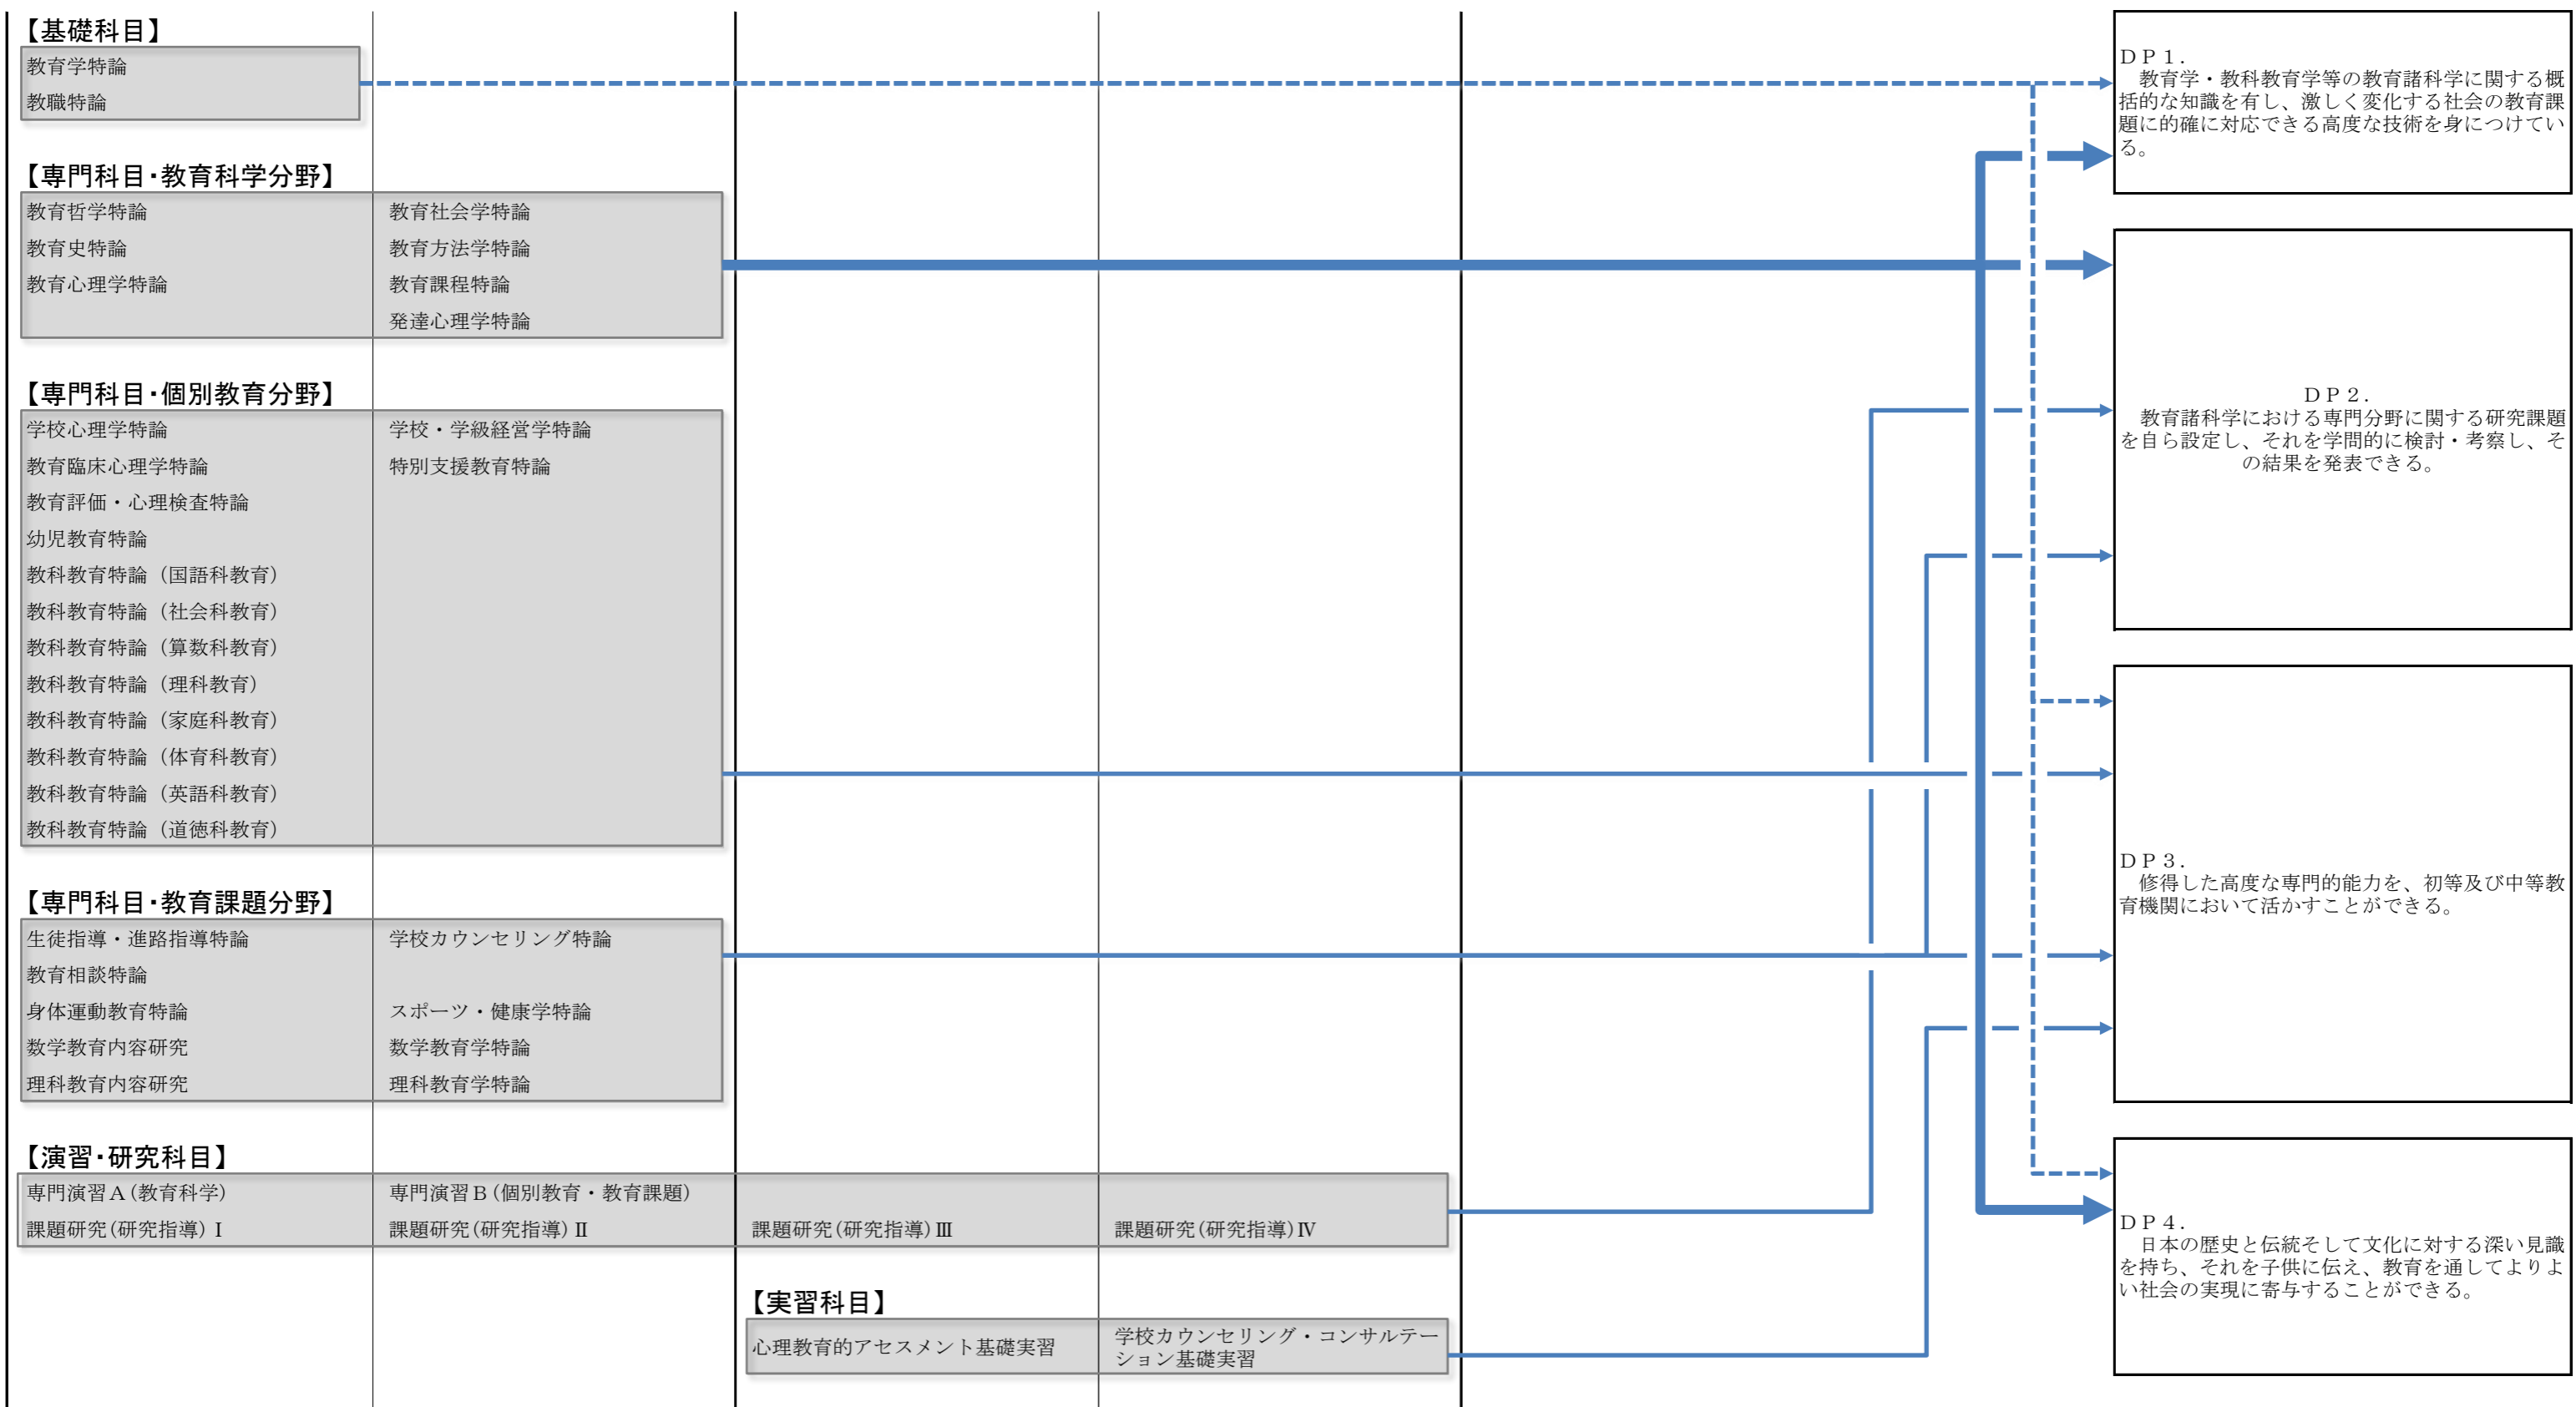 【基礎科目】
教育学特論
教職特論
【専門科目・教育科学分野】
教育哲学特論
教育社会学特論
教育史特論
教育方法学特論
教育心理学特論
教育課程特論
発達心理学特論
【専門科目・個別教育分野】
学校心理学特論
学校・学級経営学特論
教育臨床心理学特論
特別支援教育特論
教育評価・心理検査特論
幼児教育特論
教科教育特論（国語科教育）
教科教育特論（社会科教育）
教科教育特論（算数科教育）
教科教育特論（理科教育）
教科教育特論（家庭科教育）
教科教育特論（体育科教育）
教科教育特論（英語科教育）
教科教育特論（道徳科教育）
【専門科目・教育課題分野】
生徒指導・進路指導特論
学校カウンセリング特論
教育相談特論
身体運動教育特論
スポーツ・健康学特論
数学教育内容研究
数学教育学特論
理科教育内容研究
理科教育学特論
【演習・研究科目】
専門演習Ａ(教育科学)
専門演習Ｂ(個別教育・教育課題)
課題研究(研究指導)Ⅰ
課題研究(研究指導)Ⅱ
課題研究(研究指導)Ⅲ
課題研究(研究指導)Ⅳ
【実習科目】
心理教育的アセスメント基礎実習
学校カウンセリング・コンサルテー
ション基礎実習
ＤＰ１．
教育学・教科教育学等の教育諸科学に関する概
括的な知識を有し、激しく変化する社会の教育課
題に的確に対応できる高度な技術を身につけてい
る。
ＤＰ２．
教育諸科学における専門分野に関する研究課題
を自ら設定し、それを学問的に検討・考察し、そ
の結果を発表できる。
ＤＰ３．
修得した高度な専門的能力を、初等及び中等教
育機関において活かすことができる。
ＤＰ４．
日本の歴史と伝統そして文化に対する深い見識
を持ち、それを子供に伝え、教育を通してよりよ
い社会の実現に寄与することができる。